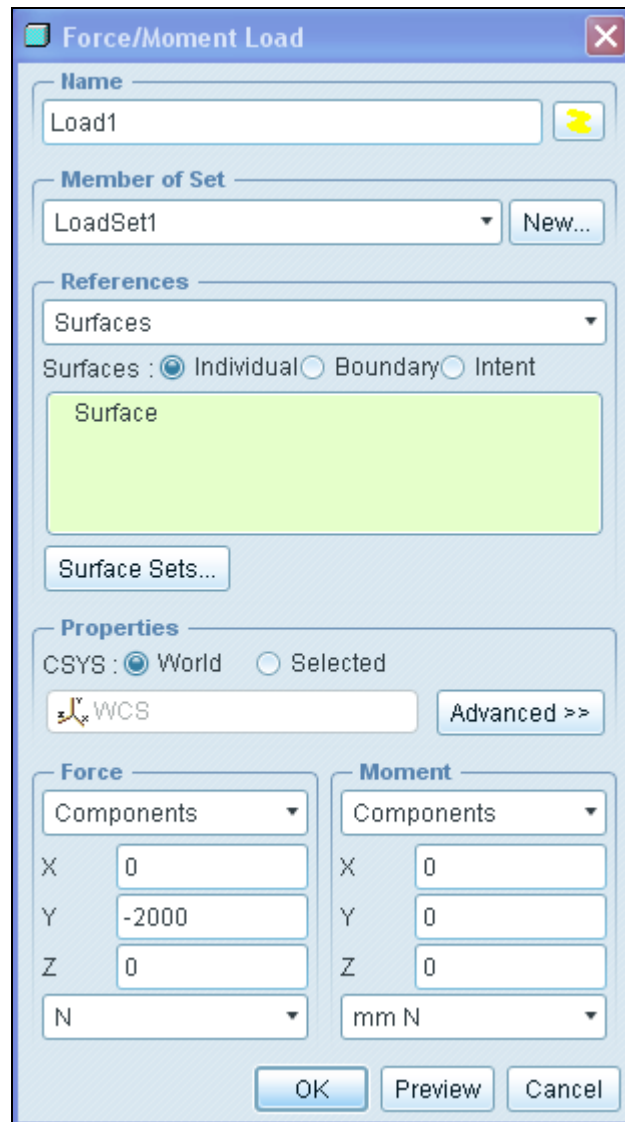 Force/Moment Load
Name
Load1
Member of Set
LoadSet1 New...
References
Surfaces
Surfaces : Individual Boundary Intent
Surface
Surface Sets...
Properties
CSYS : World Selected
WCS Advanced >>
Force Moment
Components Components
X 0 X 0
Y -2000 Y 0
Z 0 Z 0
N mm N
OK Preview Cancel